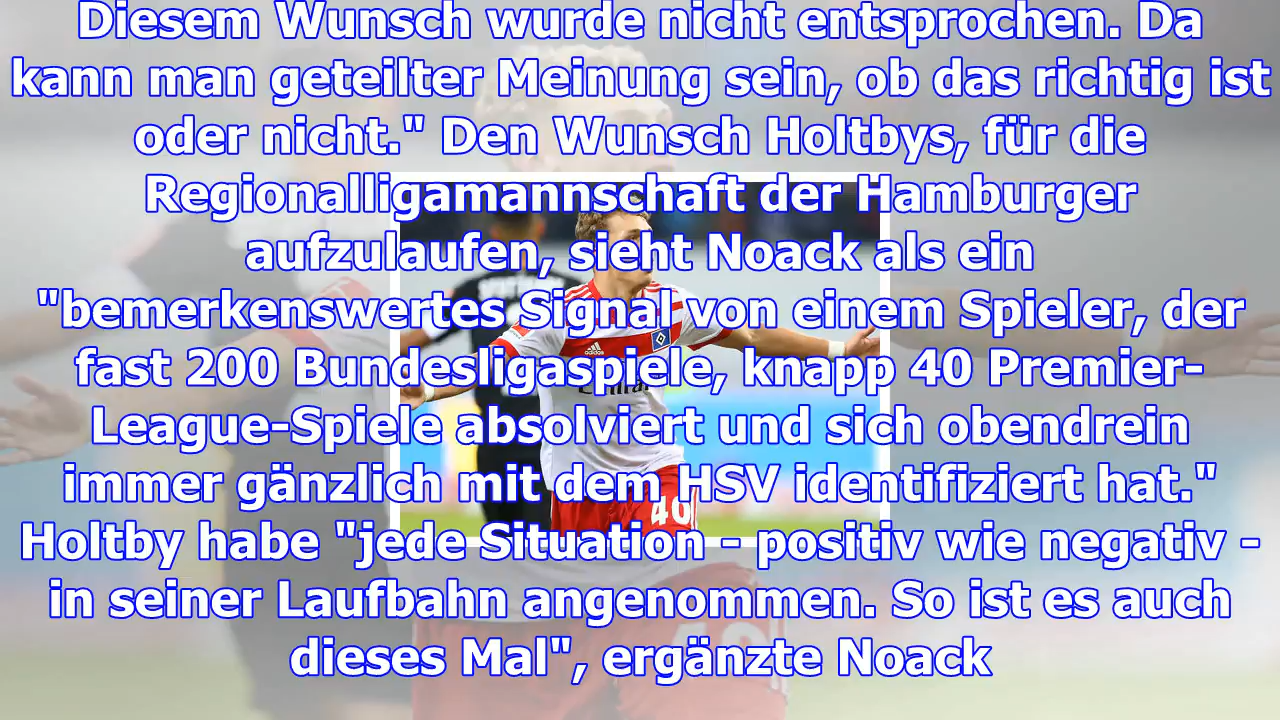 Diesem Wunsch wurde nicht entsprochen. Da
kann man geteilter Meinung sein, ob das richtig ist
oder nicht." Den Wunsch Holtbys, für die
Regionalligamannschaft der Hamburger
aufzulaufen, sieht Noack als ein
"bemerkenswertes Signal von einem Spieler, der
fast 200 Bundesligaspiele, knapp 40 Premier-
League-Spiele absolviert und sich obendrein
immer gänzlich mit dem HSV identifiziert hat."
Holtby habe "jede Situation - positiv wie negativ -
in seiner Laufbahn angenommen. So ist es auch
dieses Mal", ergänzte Noack
adidas